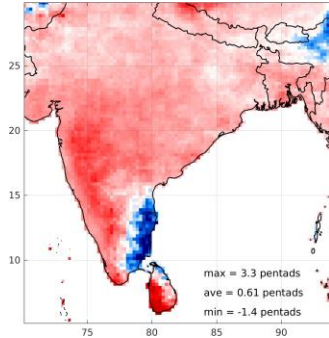 25
20
15
10
max = 3.3 pentads
ave = 0.61 pentads
min = -1.4 pentads
75 80 85 90